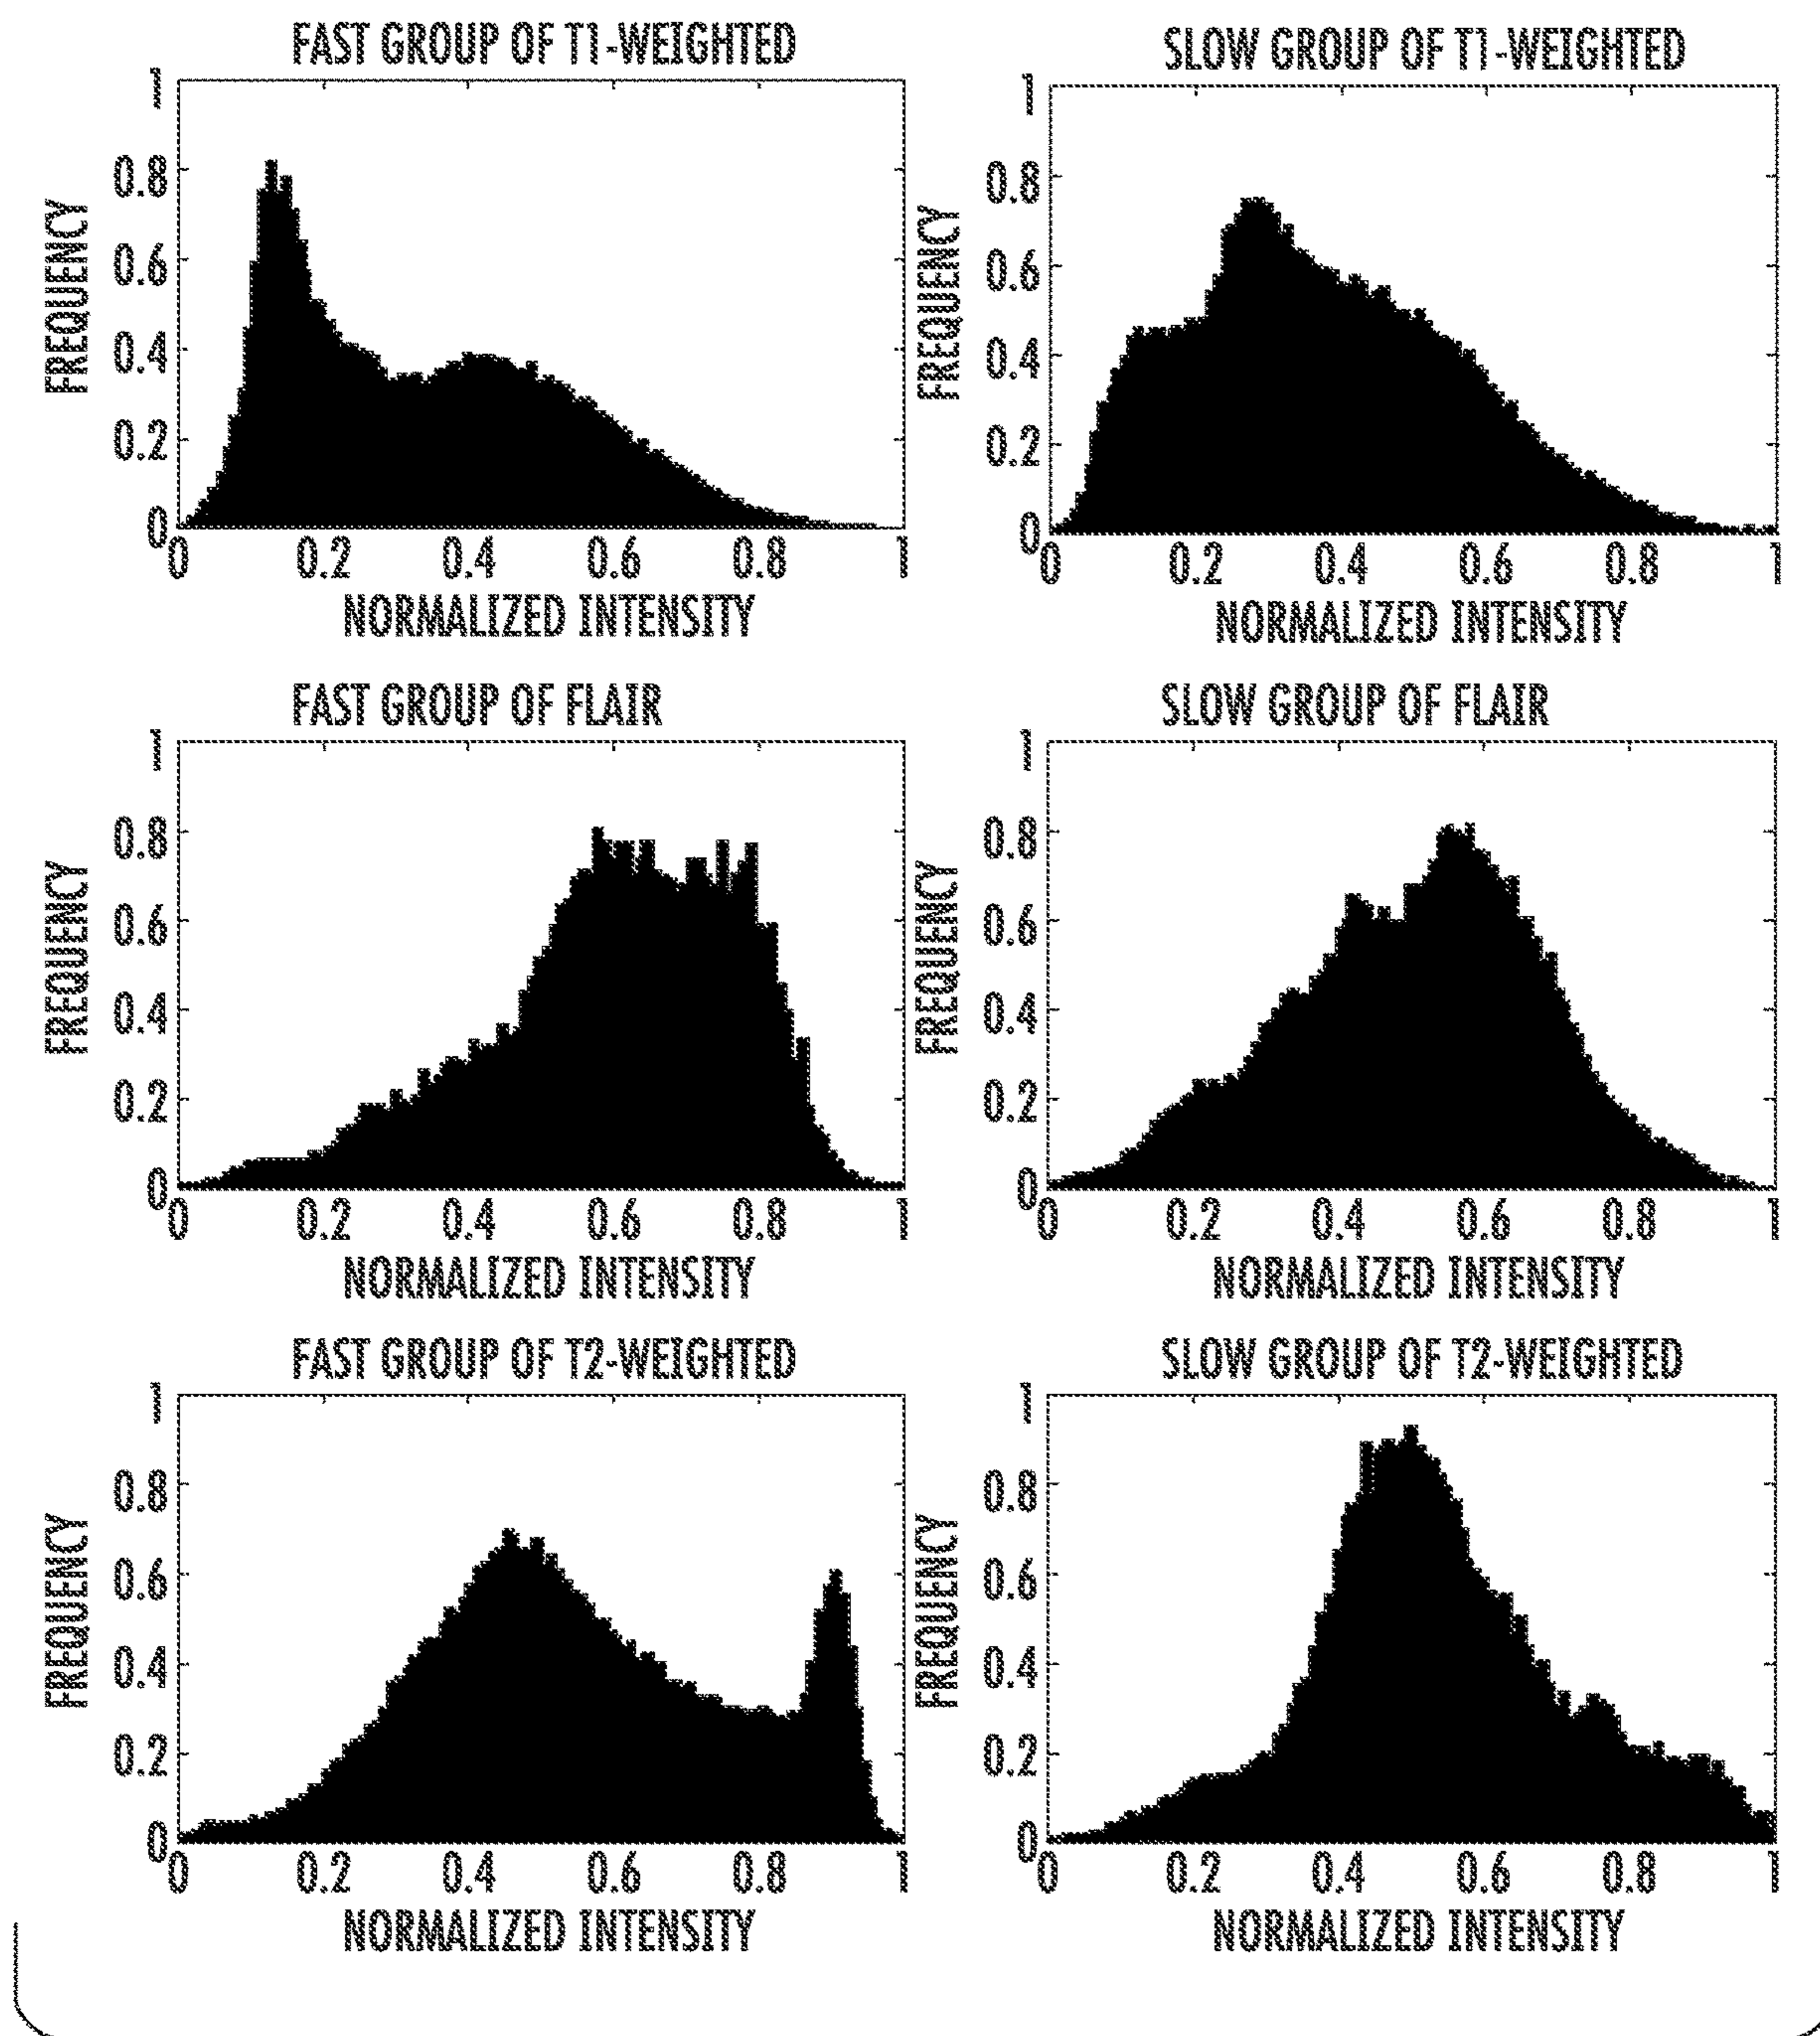 FAST GROUP OF T1-WEIGHTED
FREQUENCY
1
0.8
0.6
0.4
0.2
0
0 0.2 0.4 0.6 0.8 1
NORMALIZED INTENSITY
SLOW GROUP OF T1-WEIGHTED
FREQUENCY
1
0.8
0.6
0.4
0.2
0
0 0.2 0.4 0.6 0.8 1
NORMALIZED INTENSITY
FAST GROUP OF FLAIR
FREQUENCY
1
0.8
0.6
0.4
0.2
0
0 0.2 0.4 0.6 0.8 1
NORMALIZED INTENSITY
SLOW GROUP OF FLAIR
FREQUENCY
1
0.8
0.6
0.4
0.2
0
0 0.2 0.4 0.6 0.8 1
NORMALIZED INTENSITY
FAST GROUP OF T2-WEIGHTED
FREQUENCY
1
0.8
0.6
0.4
0.2
0
0 0.2 0.4 0.6 0.8 1
NORMALIZED INTENSITY
SLOW GROUP OF T2-WEIGHTED
FREQUENCY
1
0.8
0.6
0.4
0.2
0
0 0.2 0.4 0.6 0.8 1
NORMALIZED INTENSITY